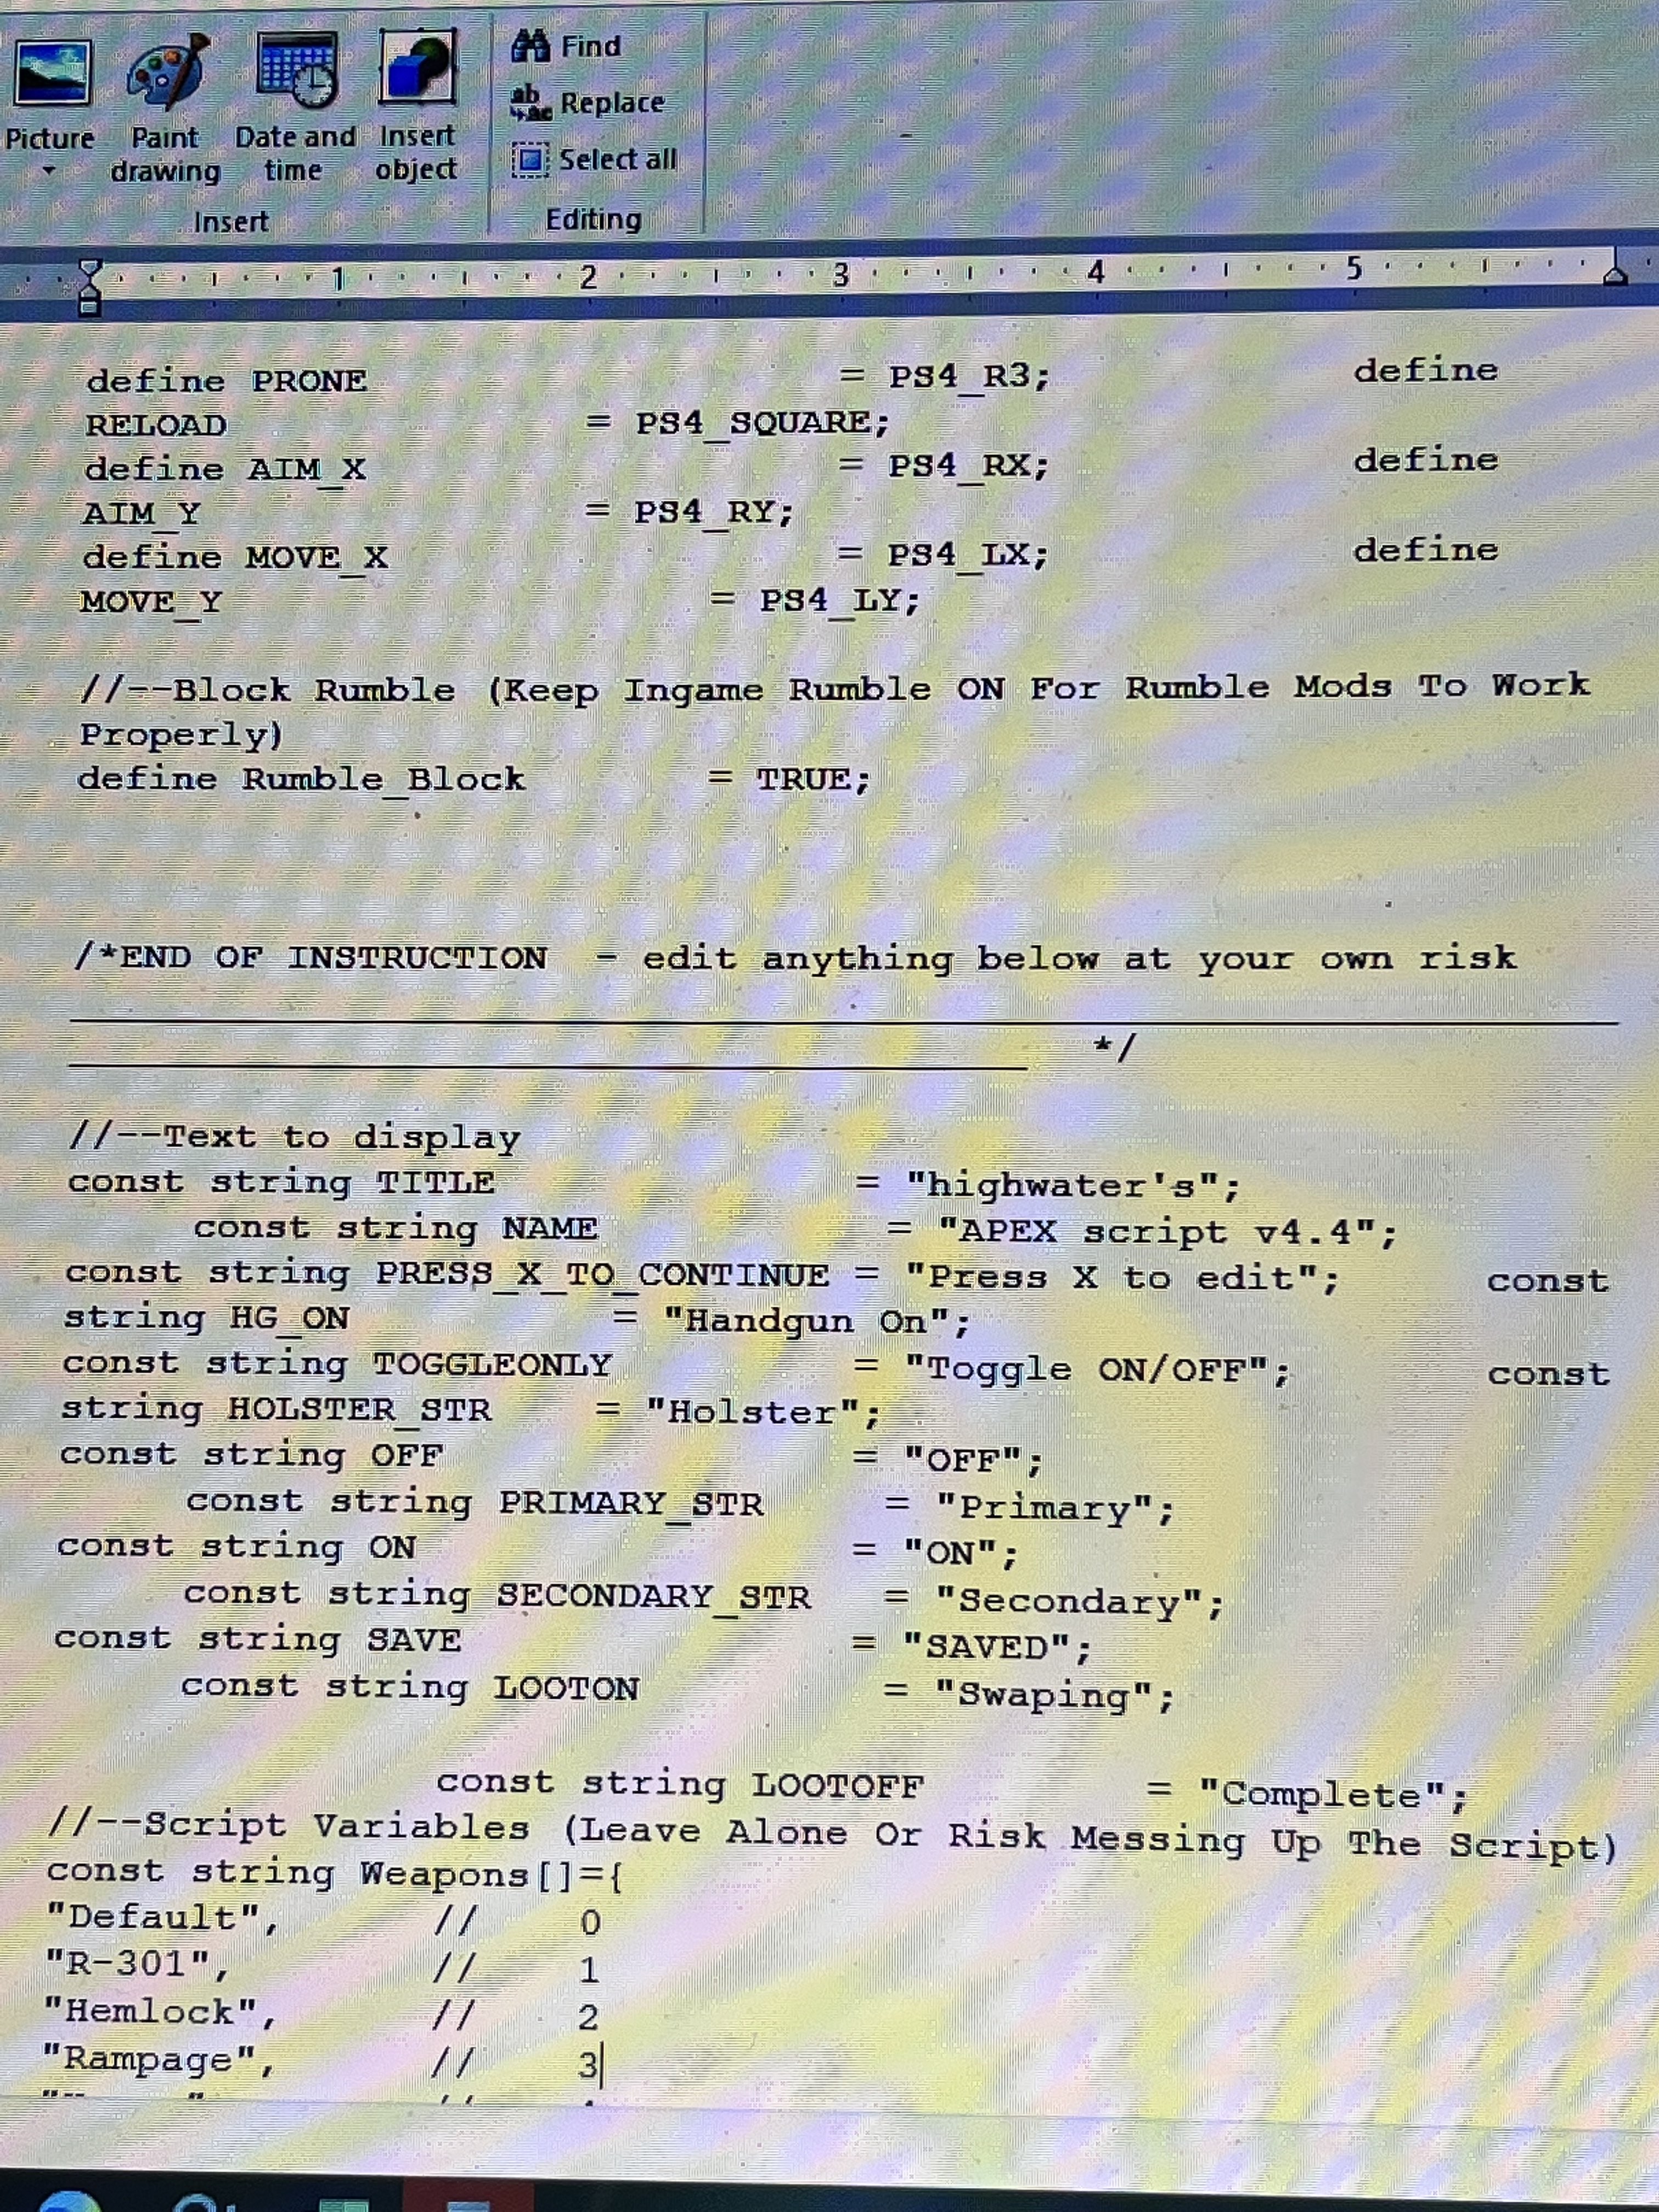 Find
Replace
Select all
Picture Paint drawing Date and time Insert object
Insert Editing
1 2 3 4 5
define PRONE = PS4_R3; define
RELOAD = PS4_SQUARE;
define AIM_X = PS4_RX; define
AIM_Y = PS4_RY;
define MOVE_X = PS4_LX; define
MOVE_Y = PS4_LY;
//--Block Rumble (Keep Ingame Rumble ON For Rumble Mods To Work
Properly)
define Rumble_Block = TRUE;
/*END OF INSTRUCTION - edit anything below at your own risk
*/
//--Text to display
const string TITLE = "highwater's";
const string NAME = "APEX script v4.4";
const string PRESS_X_TO_CONTINUE = "Press X to edit"; const
string HG_ON = "Handgun On";
const string TOGGLEONLY = "Toggle ON/OFF"; const
string HOLSTER_STR = "Holster";
const string OFF = "OFF";
const string PRIMARY_STR = "Primary";
const string ON = "ON";
const string SECONDARY_STR = "Secondary";
const string SAVE = "SAVED";
const string LOOTON = "Swaping";
const string LOOTOFF = "Complete";
//--Script Variables (Leave Alone Or Risk Messing Up The Script)
const string Weapons[]={
"Default", // 0
"R-301", // 1
"Hemlock", // 2
"Rampage", // 3